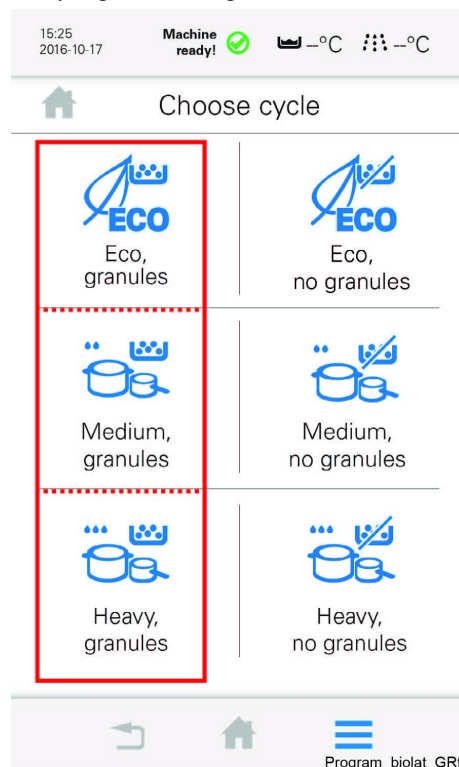 15:25
2016-10-17
Machine
ready!
--°C
--°C
Choose cycle
ECO
Eco,
granules
ECO
Eco,
no granules
Medium,
granules
Medium,
no granules
Heavy,
granules
Heavy,
no granules
Program_biolat_GR